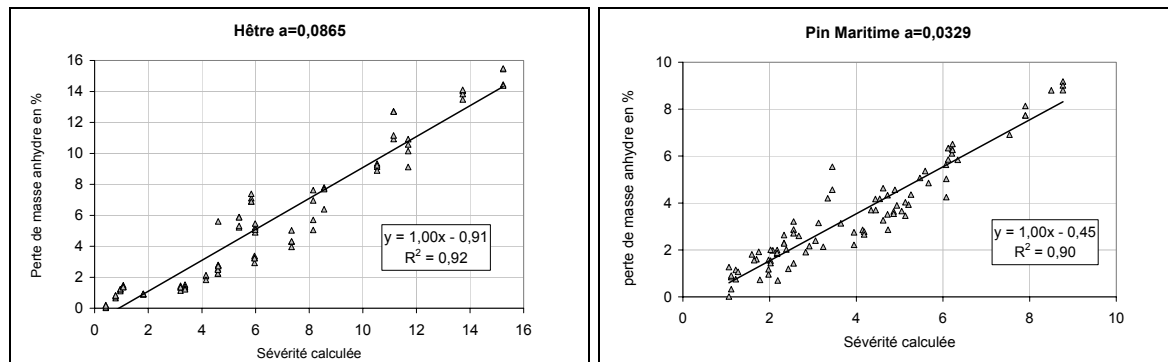 Hêtre a=0,0865
Perte de masse anhydre en %
16
14
12
10
8
6
4
2
0
y = 1,00x - 0,91
R² = 0,92
0 2 4 6 8 10 12 14 16
Sévérité calculée
Pin Maritime a=0,0329
perte de masse anhydre en %
10
8
6
4
2
0
y = 1,00x - 0,45
R² = 0,90
0 2 4 6 8 10
Sévérité calculée